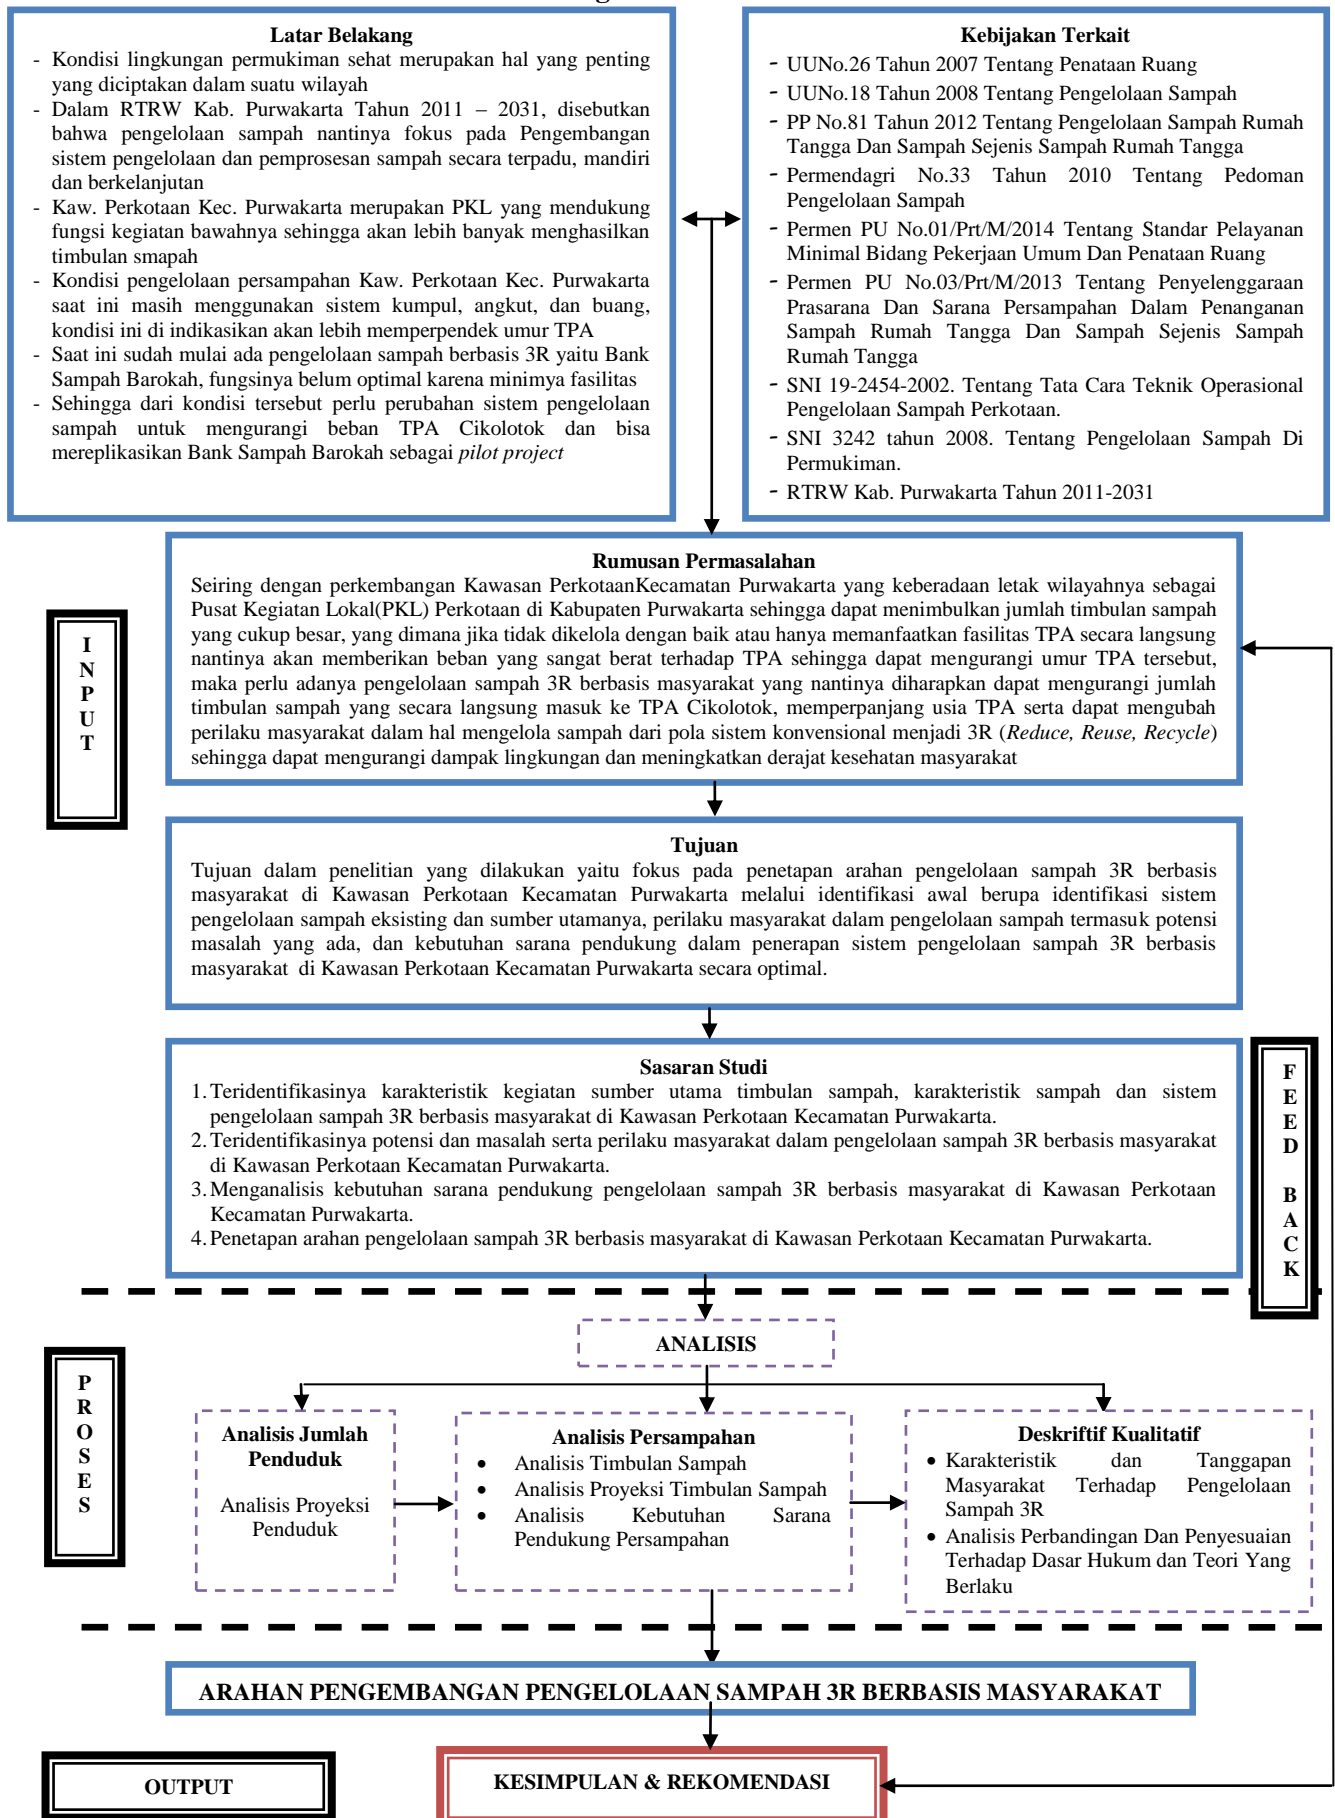 Latar Belakang
- Kondisi lingkungan permukiman sehat merupakan hal yang penting
yang diciptakan dalam suatu wilayah
- Dalam RTRW Kab. Purwakarta Tahun 2011 – 2031, disebutkan
bahwa pengelolaan sampah nantinya fokus pada Pengembangan
sistem pengelolaan dan pemprosesan sampah secara terpadu, mandiri
dan berkelanjutan
- Kaw. Perkotaan Kec. Purwakarta merupakan PKL yang mendukung
fungsi kegiatan bawahnya sehingga akan lebih banyak menghasilkan
timbulan smapah
- Kondisi pengelolaan persampahan Kaw. Perkotaan Kec. Purwakarta
saat ini masih menggunakan sistem kumpul, angkut, dan buang,
kondisi ini di indikasikan akan lebih memperpendek umur TPA
- Saat ini sudah mulai ada pengelolaan sampah berbasis 3R yaitu Bank
Sampah Barokah, fungsinya belum optimal karena minimya fasilitas
- Sehingga dari kondisi tersebut perlu perubahan sistem pengelolaan
sampah untuk mengurangi beban TPA Cikolotok dan bisa
mereplikasikan Bank Sampah Barokah sebagai pilot project
Kebijakan Terkait
- UUNo.26 Tahun 2007 Tentang Penataan Ruang
- UUNo.18 Tahun 2008 Tentang Pengelolaan Sampah
- PP No.81 Tahun 2012 Tentang Pengelolaan Sampah Rumah
Tangga Dan Sampah Sejenis Sampah Rumah Tangga
- Permendagri No.33 Tahun 2010 Tentang Pedoman
Pengelolaan Sampah
- Permen PU No.01/Prt/M/2014 Tentang Standar Pelayanan
Minimal Bidang Pekerjaan Umum Dan Penataan Ruang
- Permen PU No.03/Prt/M/2013 Tentang Penyelenggaraan
Prasarana Dan Sarana Persampahan Dalam Penanganan
Sampah Rumah Tangga Dan Sampah Sejenis Sampah
Rumah Tangga
- SNI 19-2454-2002. Tentang Tata Cara Teknik Operasional
Pengelolaan Sampah Perkotaan.
- SNI 3242 tahun 2008. Tentang Pengelolaan Sampah Di
Permukiman.
- RTRW Kab. Purwakarta Tahun 2011-2031
INPUT
Rumusan Permasalahan
Seiring dengan perkembangan Kawasan PerkotaanKecamatan Purwakarta yang keberadaan letak wilayahnya sebagai
Pusat Kegiatan Lokal(PKL) Perkotaan di Kabupaten Purwakarta sehingga dapat menimbulkan jumlah timbulan sampah
yang cukup besar, yang dimana jika tidak dikelola dengan baik atau hanya memanfaatkan fasilitas TPA secara langsung
nantinya akan memberikan beban yang sangat berat terhadap TPA sehingga dapat mengurangi umur TPA tersebut,
maka perlu adanya pengelolaan sampah 3R berbasis masyarakat yang nantinya diharapkan dapat mengurangi jumlah
timbulan sampah yang secara langsung masuk ke TPA Cikolotok, memperpanjang usia TPA serta dapat mengubah
perilaku masyarakat dalam hal mengelola sampah dari pola sistem konvensional menjadi 3R (Reduce, Reuse, Recycle)
sehingga dapat mengurangi dampak lingkungan dan meningkatkan derajat kesehatan masyarakat
Tujuan
Tujuan dalam penelitian yang dilakukan yaitu fokus pada penetapan arahan pengelolaan sampah 3R berbasis
masyarakat di Kawasan Perkotaan Kecamatan Purwakarta melalui identifikasi awal berupa identifikasi sistem
pengelolaan sampah eksisting dan sumber utamanya, perilaku masyarakat dalam pengelolaan sampah termasuk potensi
masalah yang ada, dan kebutuhan sarana pendukung dalam penerapan sistem pengelolaan sampah 3R berbasis
masyarakat di Kawasan Perkotaan Kecamatan Purwakarta secara optimal.
Sasaran Studi
1. Teridentifikasinya karakteristik kegiatan sumber utama timbulan sampah, karakteristik sampah dan sistem
pengelolaan sampah 3R berbasis masyarakat di Kawasan Perkotaan Kecamatan Purwakarta.
2. Teridentifikasinya potensi dan masalah serta perilaku masyarakat dalam pengelolaan sampah 3R berbasis masyarakat
di Kawasan Perkotaan Kecamatan Purwakarta.
3. Menganalisis kebutuhan sarana pendukung pengelolaan sampah 3R berbasis masyarakat di Kawasan Perkotaan
Kecamatan Purwakarta.
4. Penetapan arahan pengelolaan sampah 3R berbasis masyarakat di Kawasan Perkotaan Kecamatan Purwakarta.
FEED BACK
PROSES
ANALISIS
Analisis Jumlah
Penduduk
Analisis Proyeksi
Penduduk
Analisis Persampahan
• Analisis Timbulan Sampah
• Analisis Proyeksi Timbulan Sampah
• Analisis Kebutuhan Sarana
Pendukung Persampahan
Deskriftif Kualitatif
• Karakteristik dan Tanggapan
Masyarakat Terhadap Pengelolaan
Sampah 3R
• Analisis Perbandingan Dan Penyesuaian
Terhadap Dasar Hukum dan Teori Yang
Berlaku
ARAHAN PENGEMBANGAN PENGELOLAAN SAMPAH 3R BERBASIS MASYARAKAT
OUTPUT
KESIMPULAN & REKOMENDASI